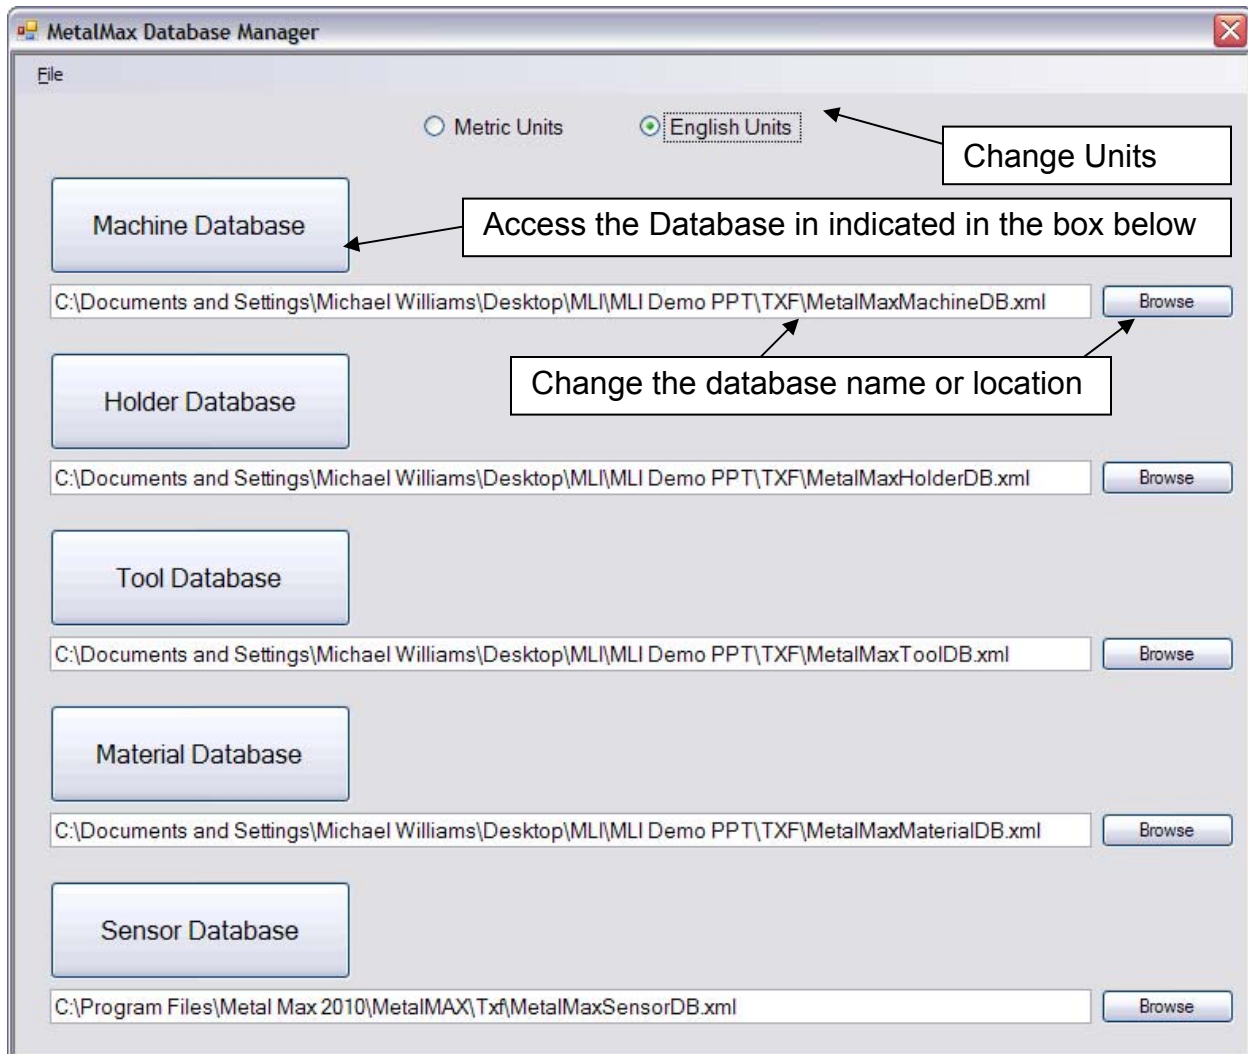 MetalMax Database Manager
File
Metric Units English Units
Change Units
Machine Database
Access the Database in indicated in the box below
C:\Documents and Settings\Michael Williams\Desktop\MLI\MLI Demo PPT\TXF\MetalMaxMachineDB.xml Browse
Change the database name or location
Holder Database
C:\Documents and Settings\Michael Williams\Desktop\MLI\MLI Demo PPT\TXF\MetalMaxHolderDB.xml Browse
Tool Database
C:\Documents and Settings\Michael Williams\Desktop\MLI\MLI Demo PPT\TXF\MetalMaxToolDB.xml Browse
Material Database
C:\Documents and Settings\Michael Williams\Desktop\MLI\MLI Demo PPT\TXF\MetalMaxMaterialDB.xml Browse
Sensor Database
C:\Program Files\Metal Max 2010\MetalMAX\Txf\MetalMaxSensorDB.xml Browse